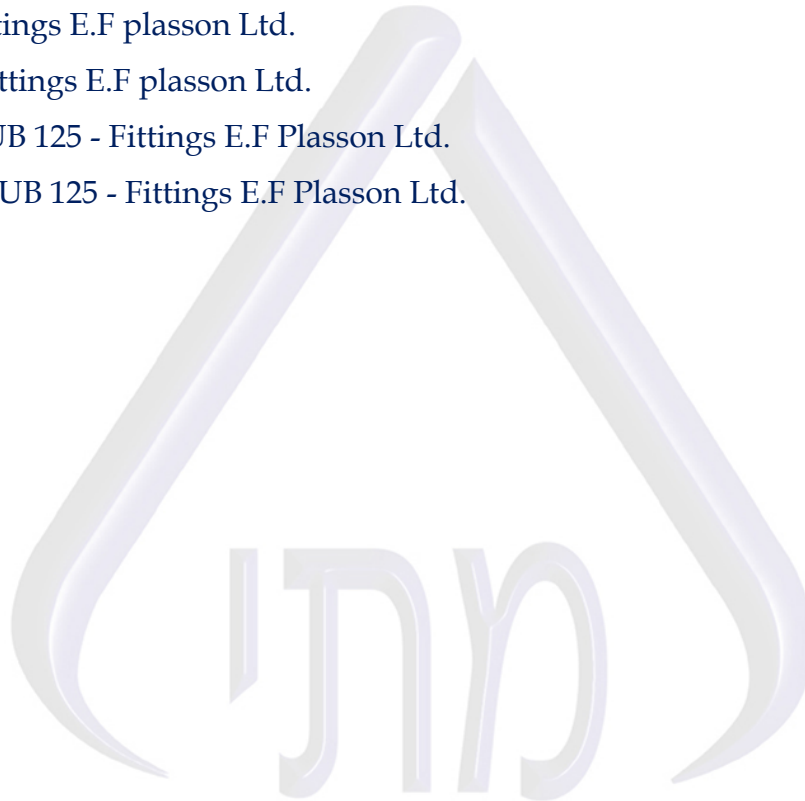 tings E.F plasson Ltd.
ttings E.F plasson Ltd.
UB 125 - Fittings E.F Plasson Ltd.
UB 125 - Fittings E.F Plasson Ltd.
מתי